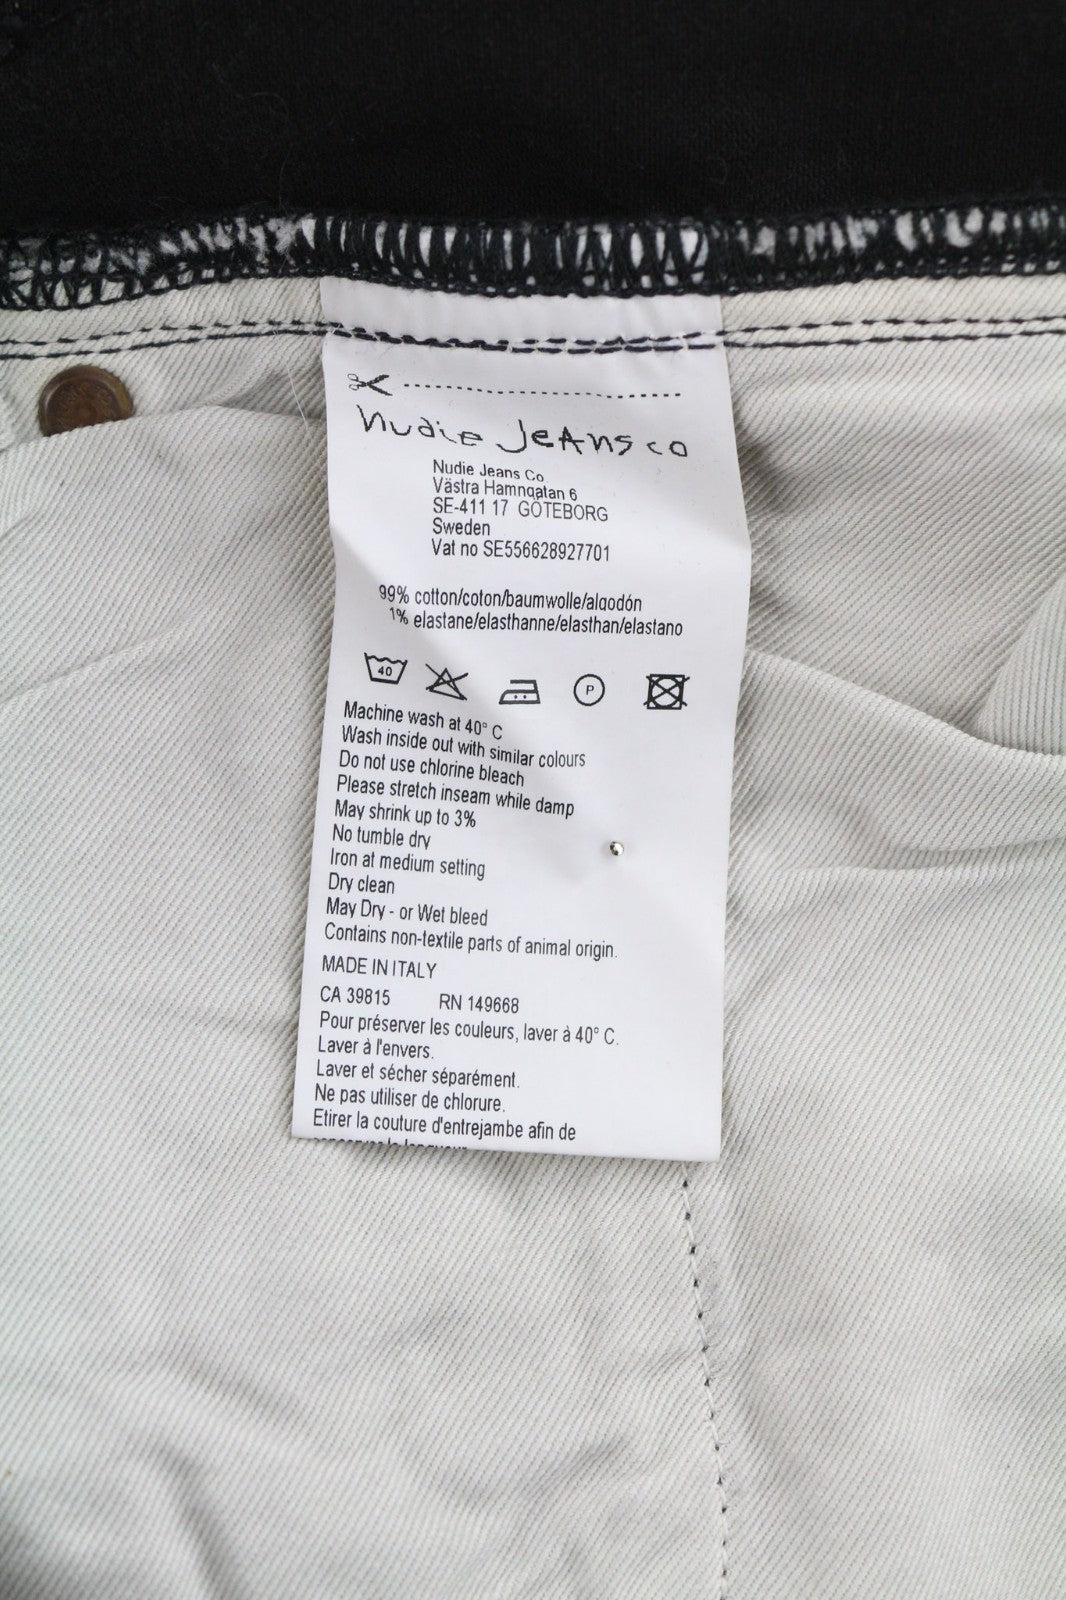 nudie Jeans co
Nudie Jeans Co.
Västra Hamngatan 6
SE-411 17 GÖTEBORG
Sweden
Vat no SE556628927701
99% cotton/coton/baumwolle/algodón
1% elastane/elasthanne/elasthan/elastano
40 P
Machine wash at 40° C
Wash inside out with similar colours
Do not use chlorine bleach
Please stretch inseam while damp
May shrink up to 3%
No tumble dry
Iron at medium setting
Dry clean
May Dry - or Wet bleed
Contains non-textile parts of animal origin.
MADE IN ITALY
CA 39815 RN 149668
Pour préserver les couleurs, laver à 40° C.
Laver à l'envers.
Laver et sécher séparément.
Ne pas utiliser de chlorure.
Etirer la couture d'entrejambe afin de